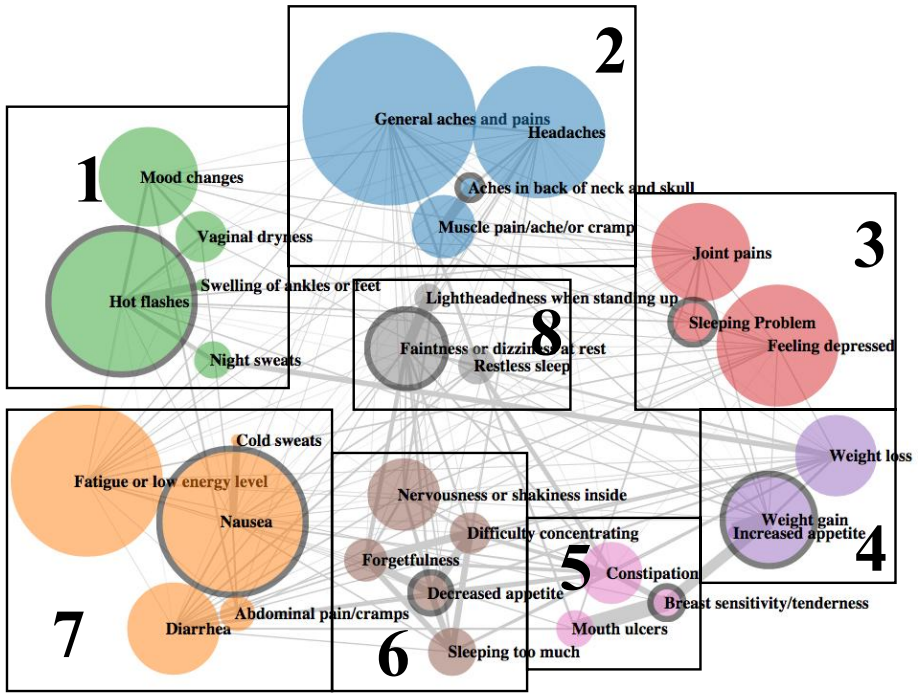 1
Mood changes
Vaginal dryness
Hot flashes
Swelling of ankles or feet
Night sweats
2
General aches and pains
Headaches
Aches in back of neck and skull
Muscle pain/ache/or cramp
3
Joint pains
Sleeping Problem
Feeling depressed
8
Lightheadedness when standing up
Faintness or dizziness at rest
Restless sleep
4
Weight loss
Weight gain
Increased appetite
7
Cold sweats
Fatigue or low energy level
Nausea
Abdominal pain/cramps
Diarrhea
6
Nervousness or shakiness inside
Difficulty concentrating
Forgetfulness
Decreased appetite
Sleeping too much
5
Constipation
Breast sensitivity/tenderness
Mouth ulcers